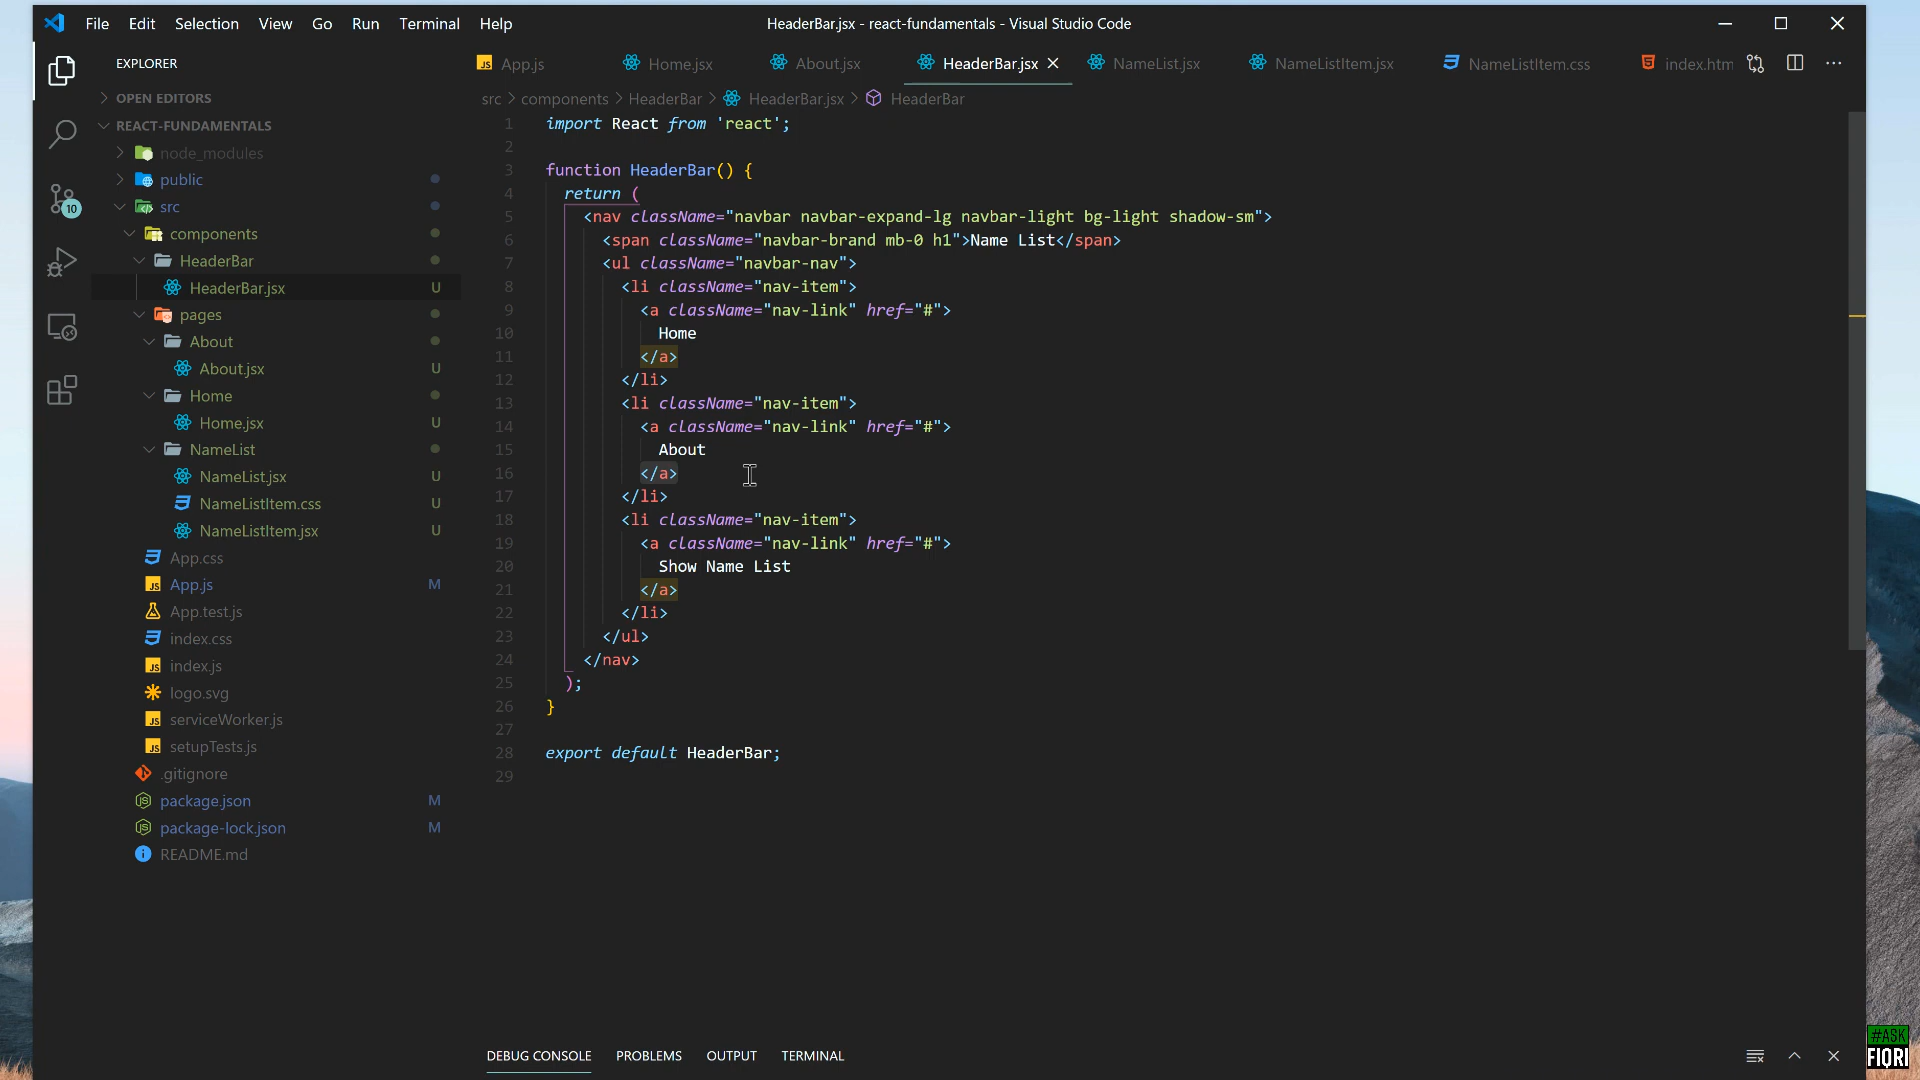 File Edit Selection View Go Run Terminal Help
HeaderBar.jsx - react-fundamentals - Visual Studio Code
EXPLORER
OPEN EDITORS
REACT-FUNDAMENTALS
node_modules
public
src
components
HeaderBar
HeaderBar.jsx U
pages
About
About.jsx U
Home
Home.jsx U
NameList
NameList.jsx U
NameListItem.css U
NameListItem.jsx U
App.css
JS App.js M
App.test.js
index.css
JS index.js
logo.svg
JS serviceWorker.js
JS setupTests.js
.gitignore
package.json M
package-lock.json M
README.md
10
JS App.js Home.jsx About.jsx HeaderBar.jsx NameList.jsx NameListItem.jsx NameListItem.css index.htm
src > components > HeaderBar > HeaderBar.jsx > HeaderBar
1 import React from 'react';
2
3 function HeaderBar() {
4 return (
5 <nav className="navbar navbar-expand-lg navbar-light bg-light shadow-sm">
6 <span className="navbar-brand mb-0 h1">Name List</span>
7 <ul className="navbar-nav">
8 <li className="nav-item">
9 <a className="nav-link" href="#">
10 Home
11 </a>
12 </li>
13 <li className="nav-item">
14 <a className="nav-link" href="#">
15 About
16 </a>
17 </li>
18 <li className="nav-item">
19 <a className="nav-link" href="#">
20 Show Name List
21 </a>
22 </li>
23 </ul>
24 </nav>
25 );
26 }
27
28 export default HeaderBar;
29
DEBUG CONSOLE PROBLEMS OUTPUT TERMINAL
#ASK
FIORI